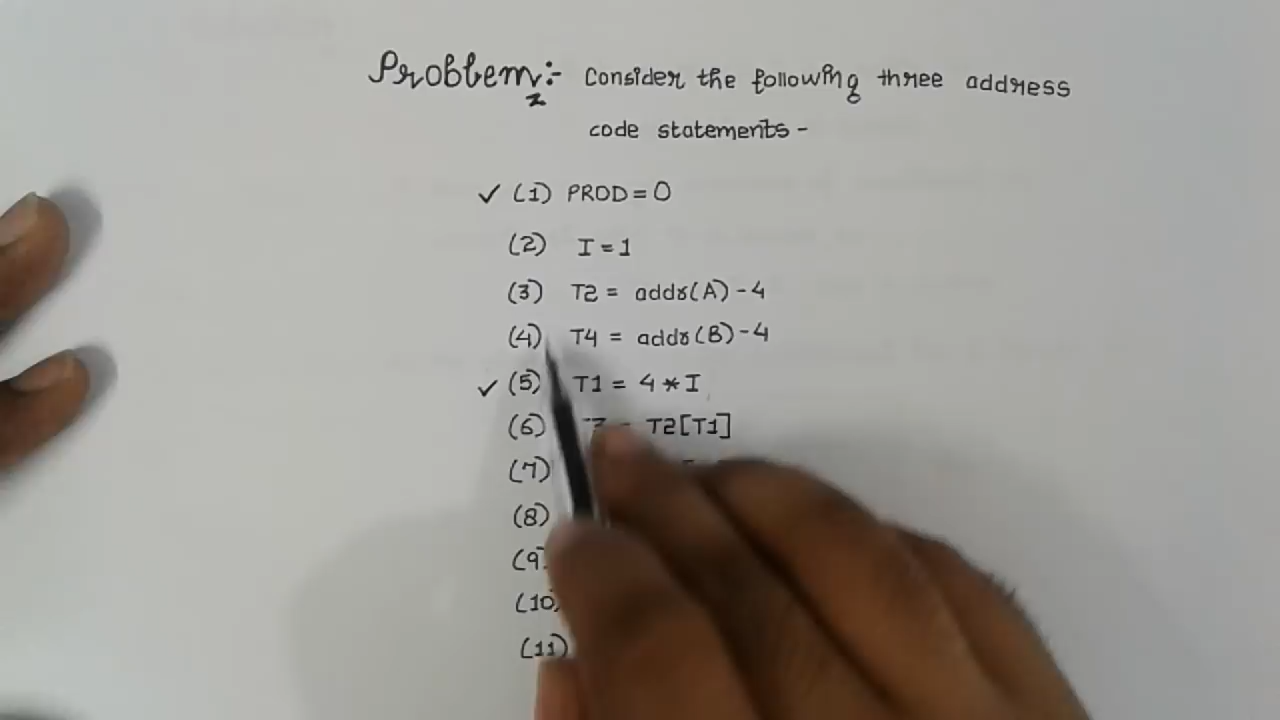 Problem:- Consider the following three address
code statements -
✓ (1) PROD = 0
(2) I = 1
(3) T2 = addr(A) - 4
(4) T4 = addr(B) - 4
✓ (5) T1 = 4 * I
(6) = T2[T1]
(7)
(8)
(9)
(10)
(11)